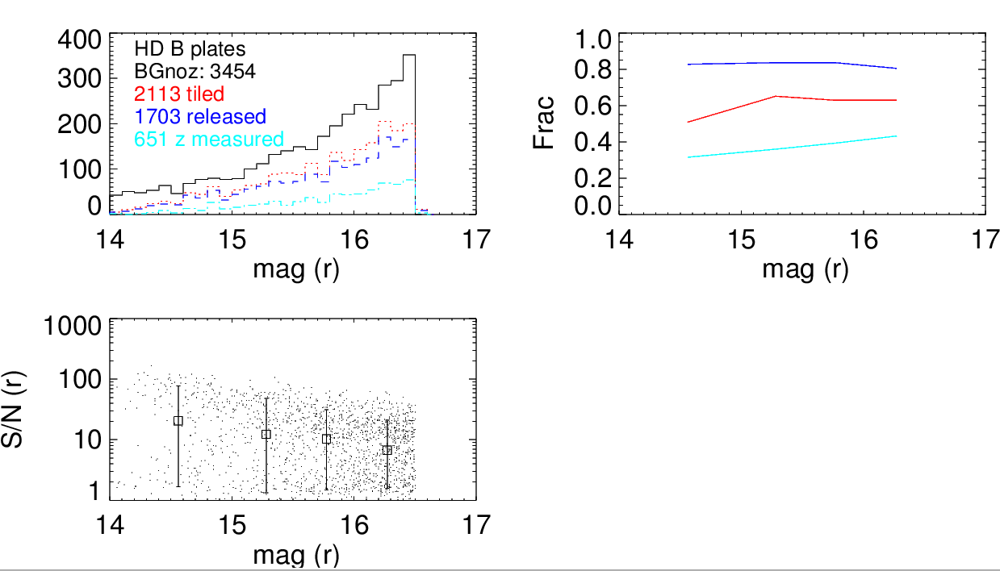 400
300
200
100
0
HD B plates
BGnoz: 3454
2113 tiled
1703 released
651 z measured
14 15 16 17
mag (r)
Frac
1.0
0.8
0.6
0.4
0.2
0.0
14 15 16 17
mag (r)
S/N (r)
1000
100
10
1
14 15 16 17
mag (r)